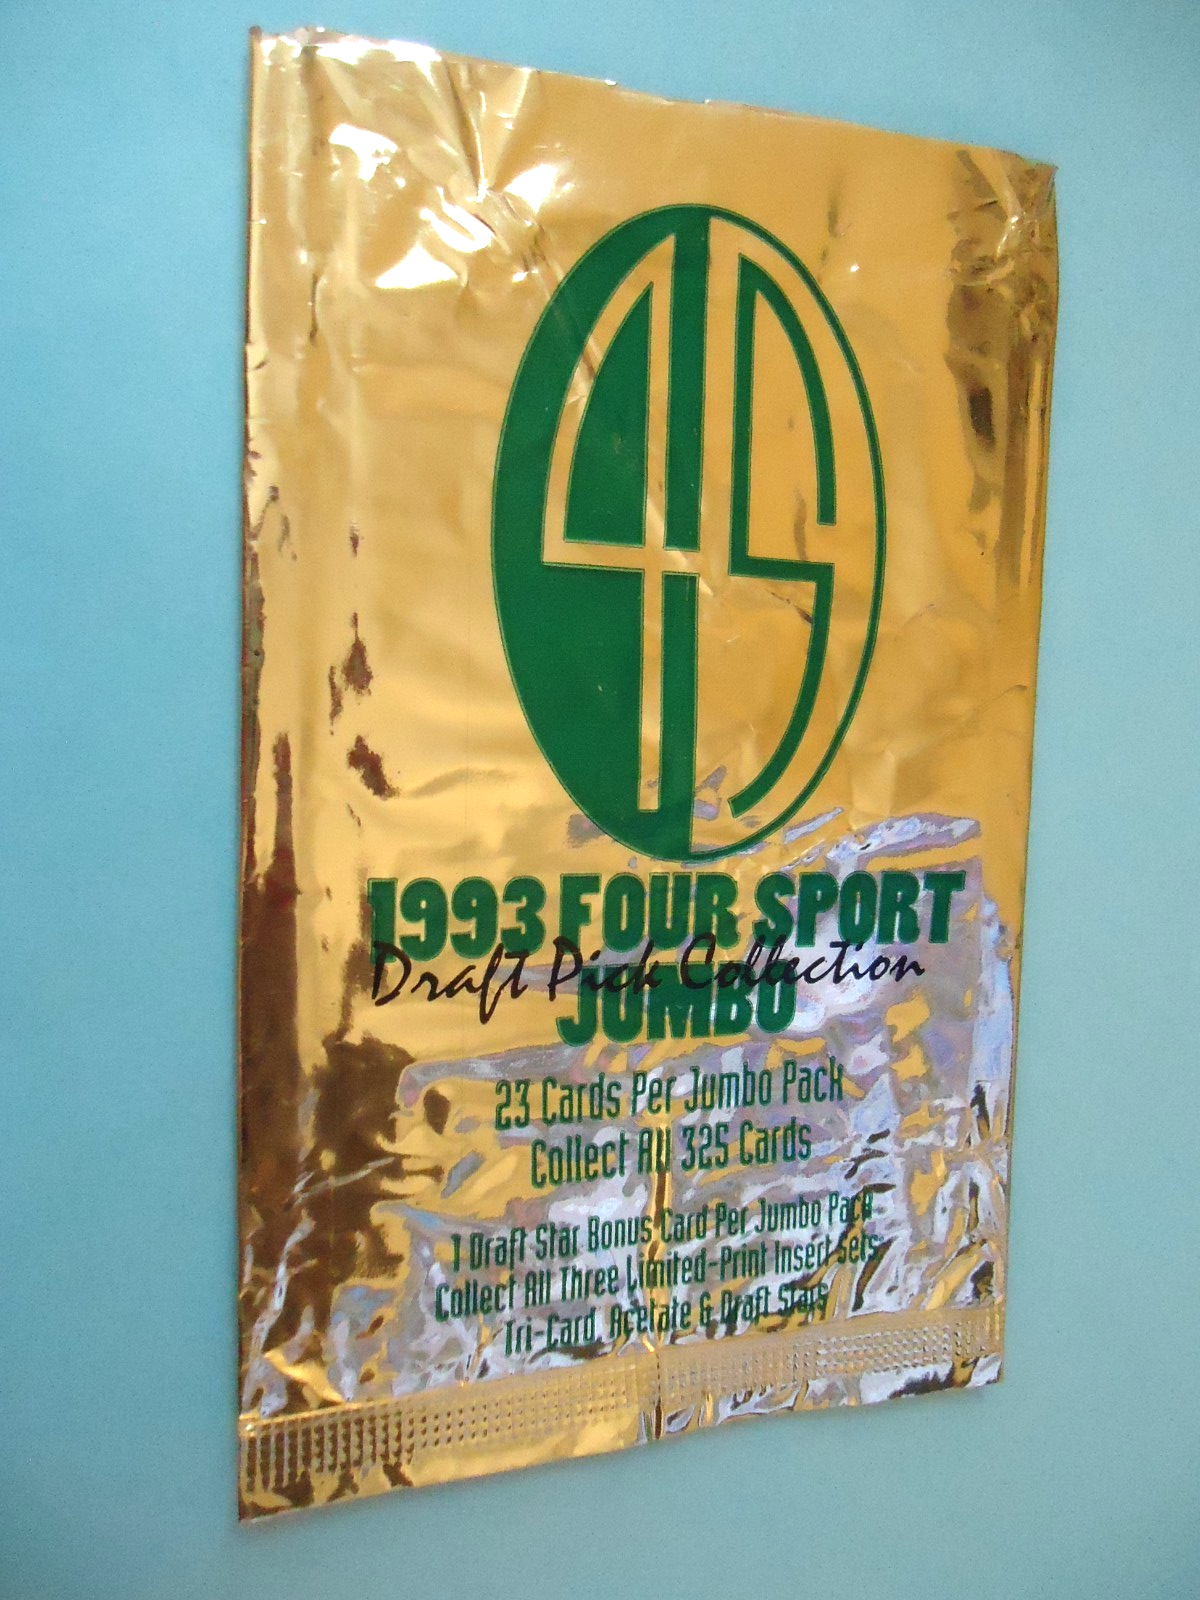 4S
1993 FOUR SPORT
Draft Pick Collection
JUMBO
23 Cards Per Jumbo Pack
Collect All 325 Cards
1 Draft Star Bonus Card Per Jumbo Pack
Collect All Three Limited-Print Insert Sets:
Tri-Card, Acetate & Draft Stars